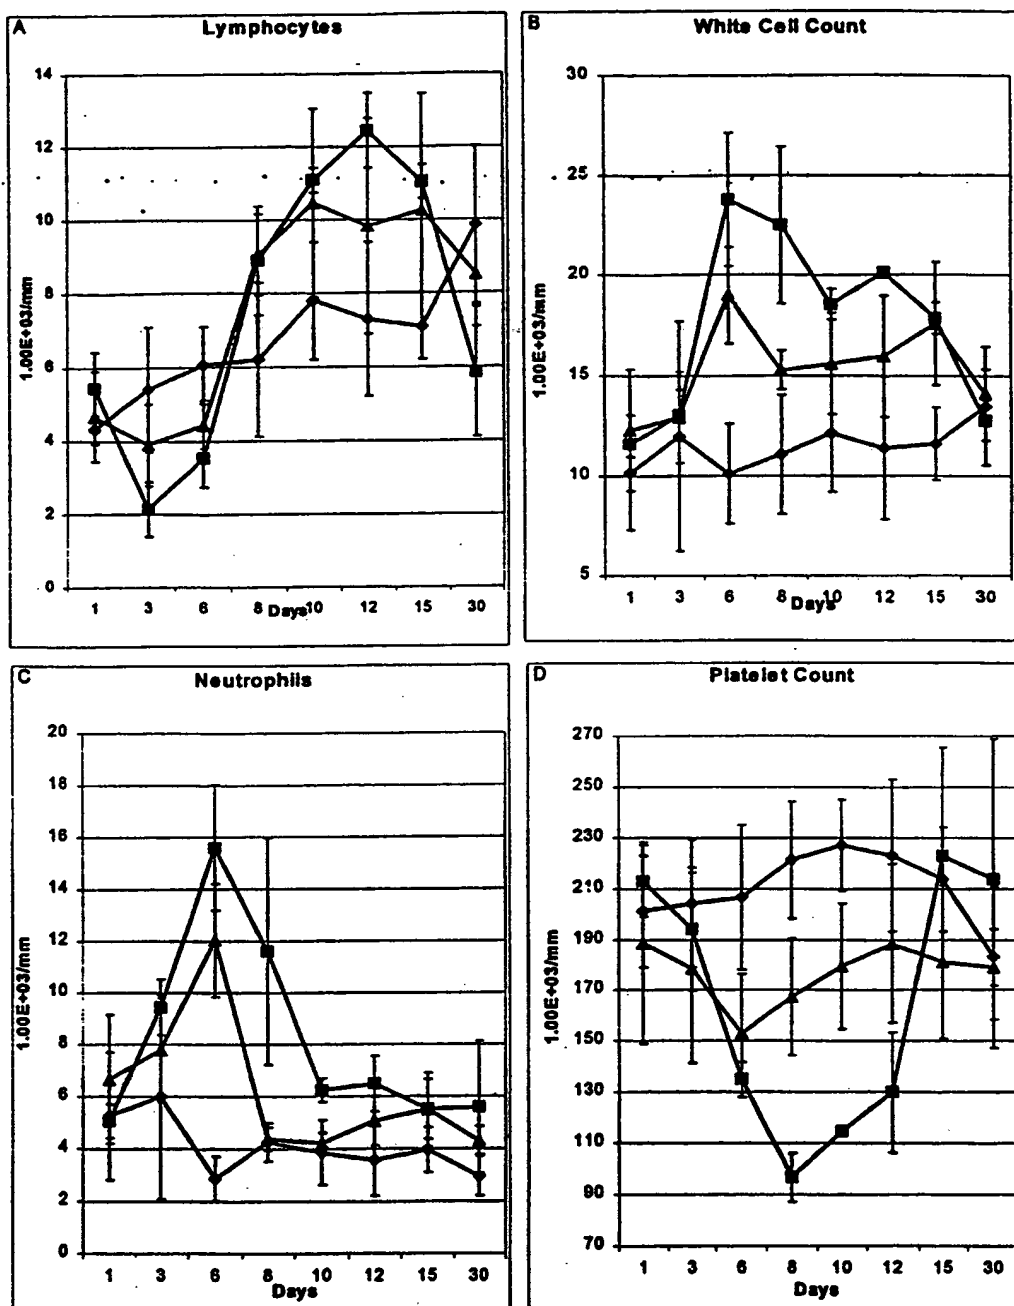 A
Lymphocytes
14
12
10
8
6
4
2
0
1.00E+03/mm
1 3 6 8 10 12 15 30
Days
B
White Cell Count
30
25
20
15
10
5
1.00E+03/mm
1 3 6 8 10 12 15 30
Days
C
Neutrophils
20
18
16
14
12
10
8
6
4
2
0
1.00E+03/mm
1 3 6 8 10 12 15 30
Days
D
Platelet Count
270
250
230
210
190
170
150
130
110
90
70
1.00E+03/mm
1 3 6 8 10 12 15 30
Days